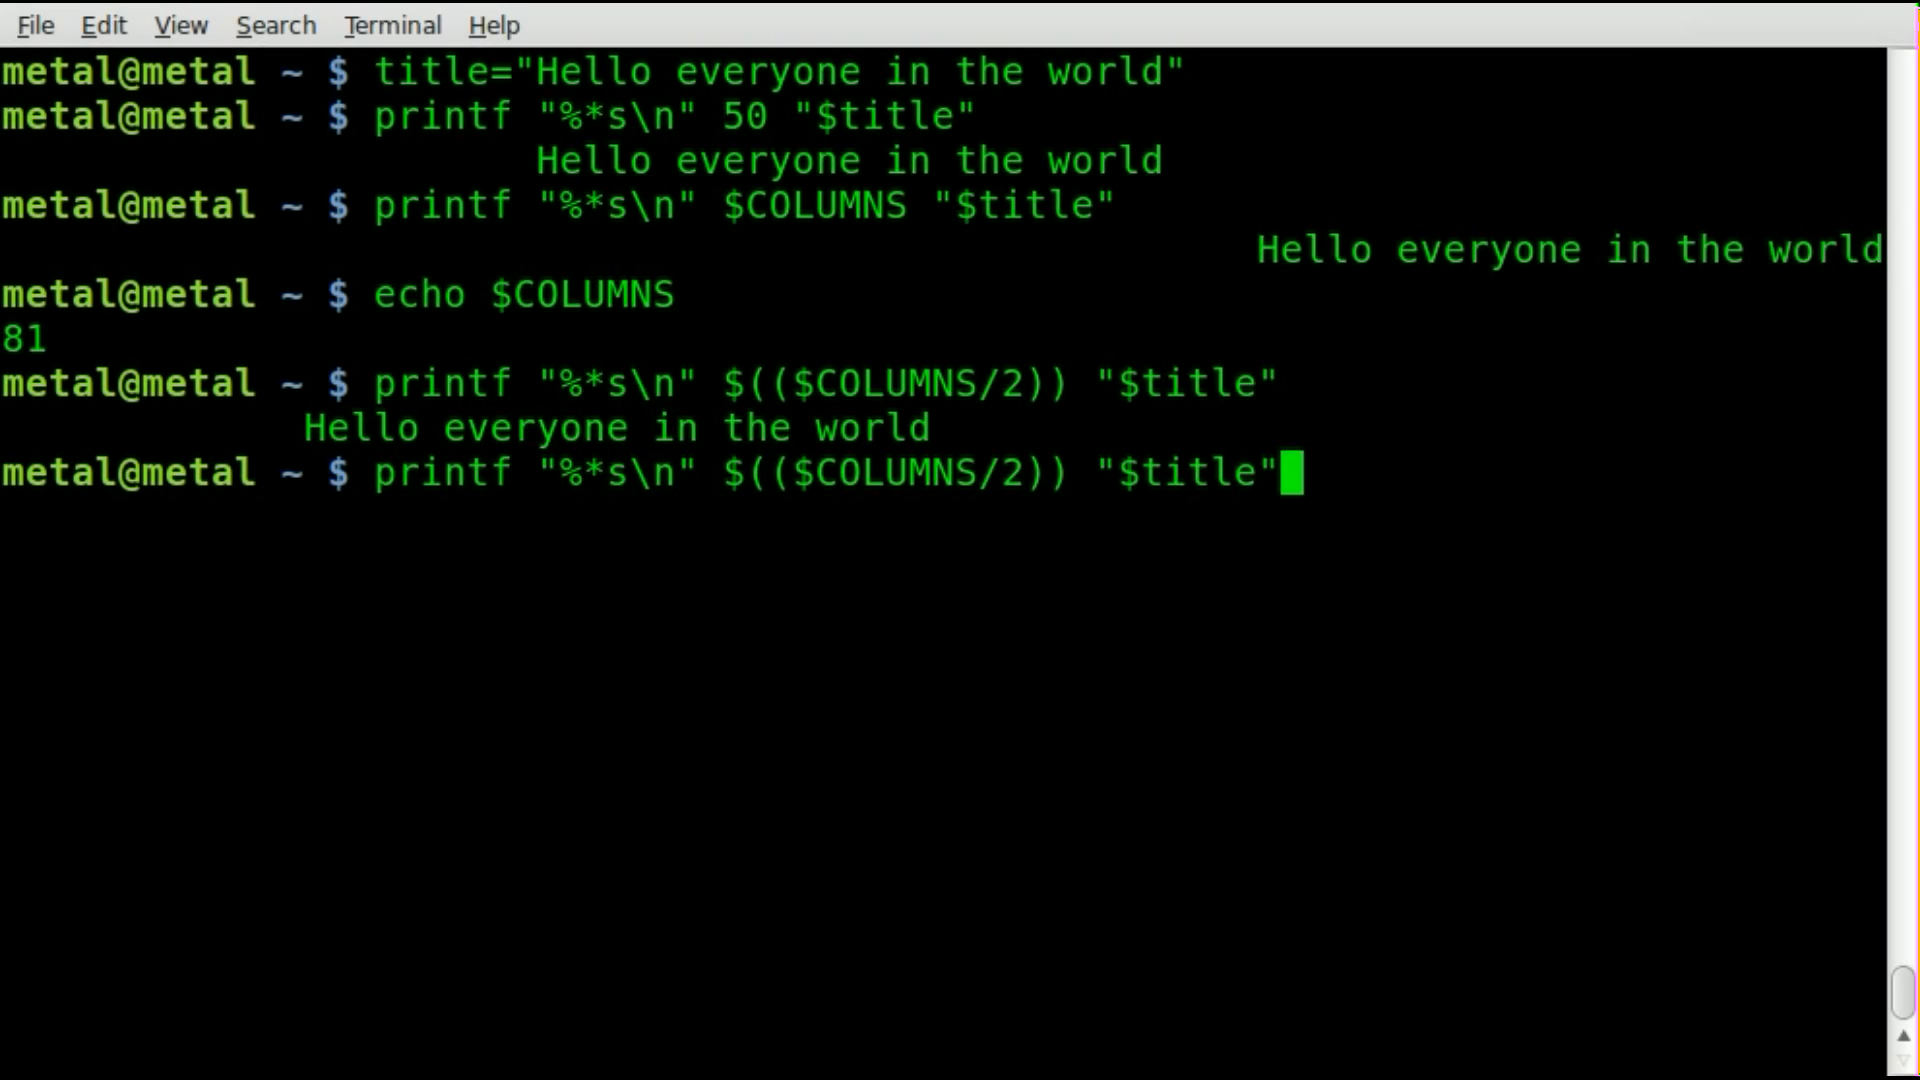 File Edit View Search Terminal Help
metal@metal ~ $ title="Hello everyone in the world"
metal@metal ~ $ printf "%*s\n" 50 "$title"
Hello everyone in the world
metal@metal ~ $ printf "%*s\n" $COLUMNS "$title"
Hello everyone in the world
metal@metal ~ $ echo $COLUMNS
81
metal@metal ~ $ printf "%*s\n" $(($COLUMNS/2)) "$title"
Hello everyone in the world
metal@metal ~ $ printf "%*s\n" $(($COLUMNS/2)) "$title"